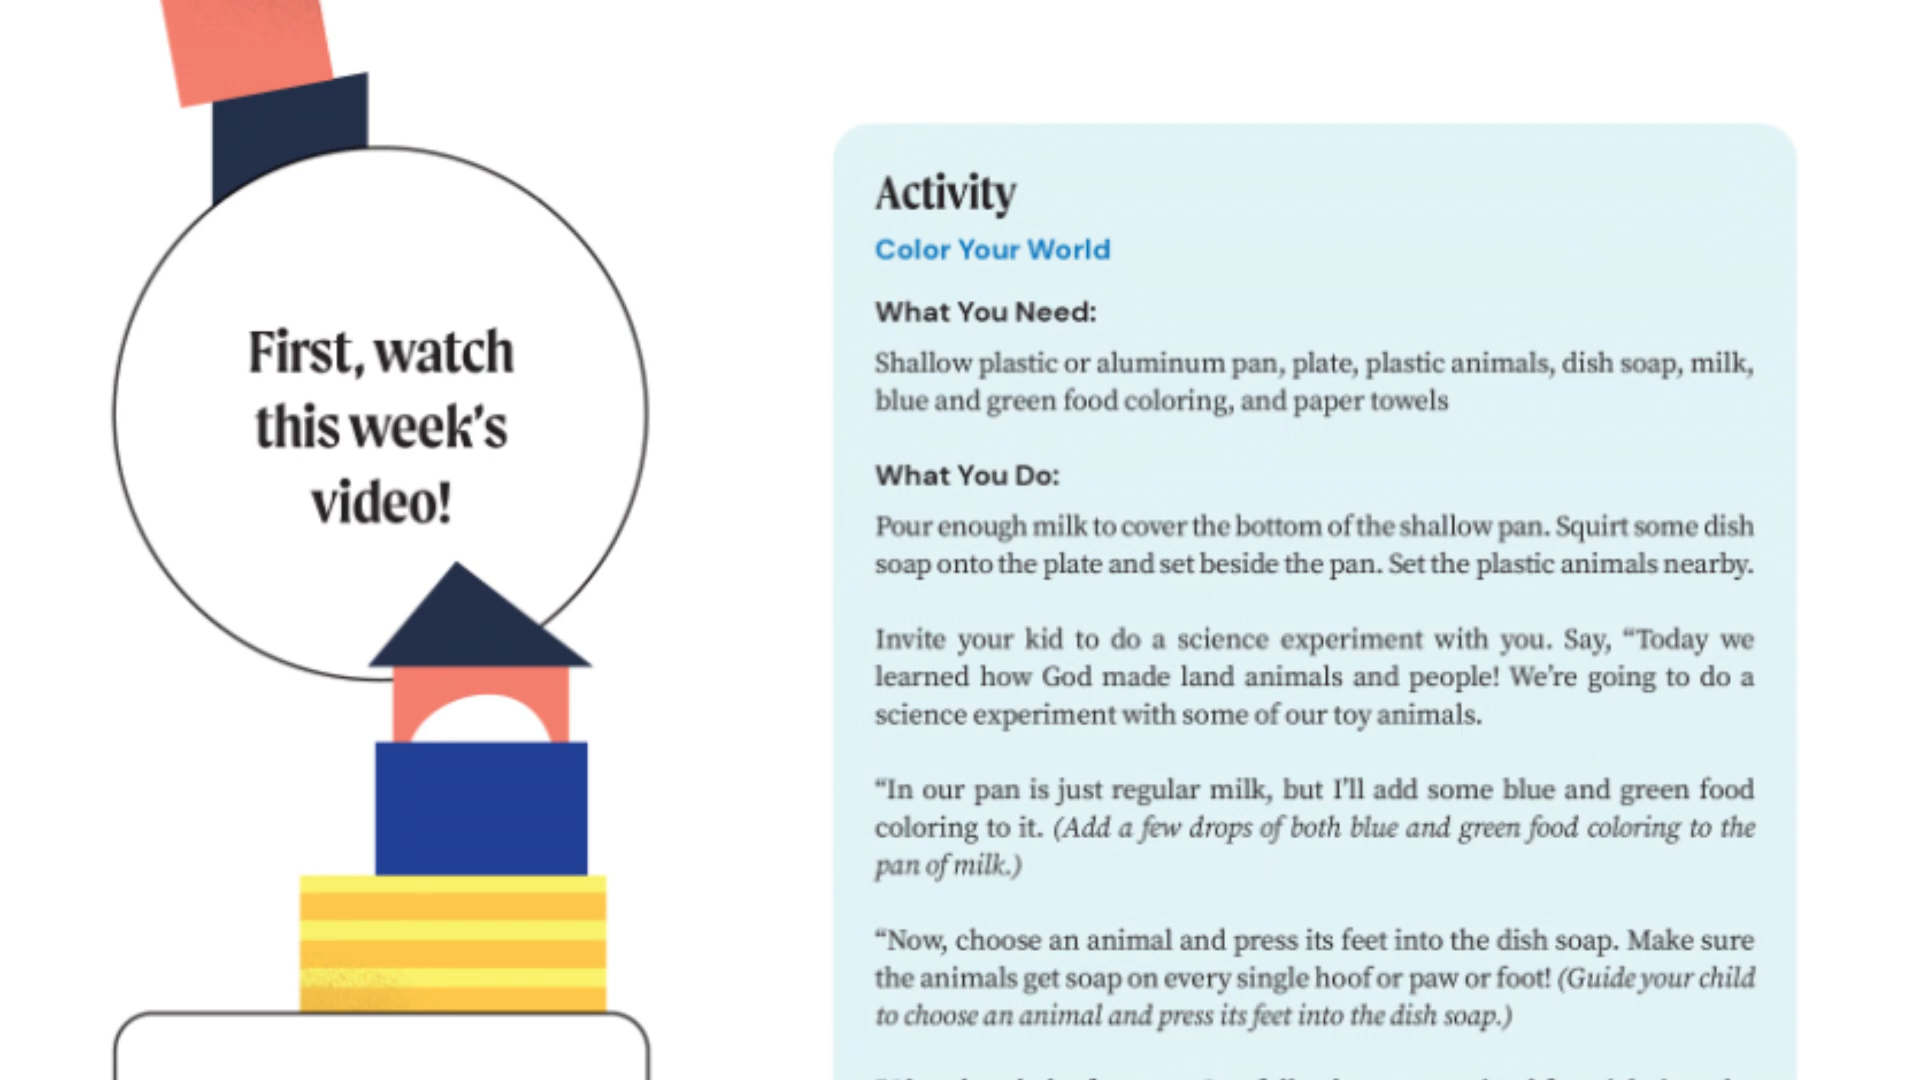 First, watch
this week's
video!
Activity
Color Your World
What You Need:
Shallow plastic or aluminum pan, plate, plastic animals, dish soap, milk,
blue and green food coloring, and paper towels
What You Do:
Pour enough milk to cover the bottom of the shallow pan. Squirt some dish
soap onto the plate and set beside the pan. Set the plastic animals nearby.
Invite your kid to do a science experiment with you. Say, “Today we
learned how God made land animals and people! We’re going to do a
science experiment with some of our toy animals.
“In our pan is just regular milk, but I’ll add some blue and green food
coloring to it. (Add a few drops of both blue and green food coloring to the
pan of milk.)
“Now, choose an animal and press its feet into the dish soap. Make sure
the animals get soap on every single hoof or paw or foot! (Guide your child
to choose an animal and press its feet into the dish soap.)